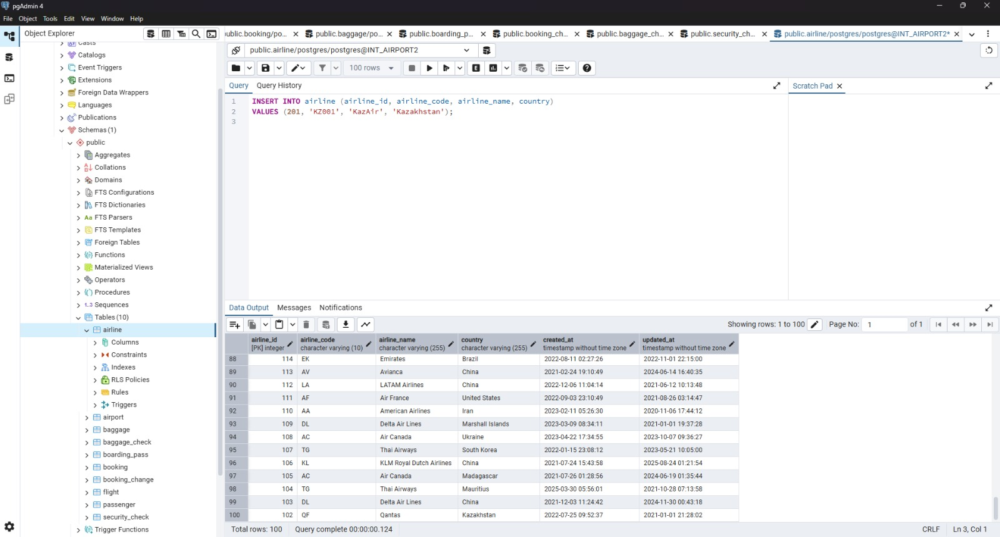 pgAdmin 4
File Object Tools Edit View Window Help
Object Explorer
public.booking/po...
public.baggage/po...
public.boarding_p...
public.booking_ch...
public.baggage_ch...
public.security_ch...
public.airline/postgres/postgres@INT_AIRPORT2*
public.airline/postgres/postgres@INT_AIRPORT2
100 rows
E
Query Query History
Scratch Pad
1 INSERT INTO airline (airline_id, airline_code, airline_name, country)
2 VALUES (201, 'KZ001', 'KazAir', 'Kazakhstan');
3
Casts
Catalogs
Event Triggers
Extensions
Foreign Data Wrappers
Languages
Publications
Schemas (1)
public
Aggregates
Collations
Domains
FTS Configurations
FTS Dictionaries
Aa FTS Parsers
FTS Templates
Foreign Tables
Functions
Materialized Views
Operators
Procedures
1..3 Sequences
Tables (10)
airline
Columns
Constraints
Indexes
RLS Policies
Rules
Triggers
airport
baggage
baggage_check
boarding_pass
booking
booking_change
flight
passenger
security_check
Trigger Functions
Data Output Messages Notifications
Showing rows: 1 to 100 Page No: 1 of 1
airline_id airline_code airline_name country created_at updated_at
[PK] integer character varying (10) character varying (255) character varying (255) timestamp without time zone timestamp without time zone
88 114 EK Emirates Brazil 2022-08-11 02:27:26 2022-11-01 22:15:00
89 113 AV Avianca China 2021-02-24 19:10:49 2024-06-14 16:40:35
90 112 LA LATAM Airlines China 2022-12-06 11:04:14 2021-06-12 10:13:48
91 111 AF Air France United States 2022-09-03 23:10:49 2021-08-26 03:14:47
92 110 AA American Airlines Iran 2023-02-11 05:26:30 2020-11-06 17:44:12
93 109 DL Delta Air Lines Marshall Islands 2023-03-09 08:34:11 2021-01-01 19:37:28
94 108 AC Air Canada Ukraine 2023-04-22 17:34:55 2023-10-07 09:36:27
95 107 TG Thai Airways South Korea 2022-01-15 23:08:12 2023-05-21 10:05:00
96 106 KL KLM Royal Dutch Airlines China 2021-07-24 15:43:58 2025-08-24 01:21:54
97 105 AC Air Canada Madagascar 2021-07-26 01:28:56 2024-06-19 01:35:44
98 104 TG Thai Airways Mauritius 2025-03-30 05:56:01 2021-10-28 07:13:58
99 103 DL Delta Air Lines China 2021-12-03 11:24:42 2024-11-30 00:43:18
100 102 QF Qantas Kazakhstan 2022-07-25 09:52:37 2021-01-01 21:28:02
Total rows: 100 Query complete 00:00:00.124 CRLF Ln 3, Col 1